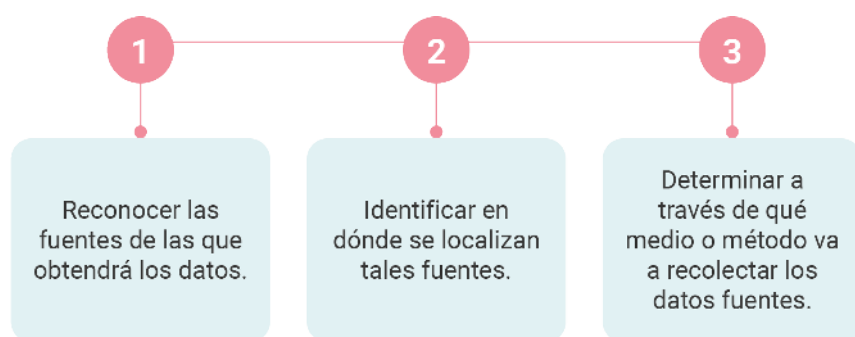 1
2
3
Reconocer las
fuentes de las que
obtendrá los datos.
Identificar en
dónde se localizan
tales fuentes.
Determinar a
través de qué
medio o método va
a recolectar los
datos fuentes.